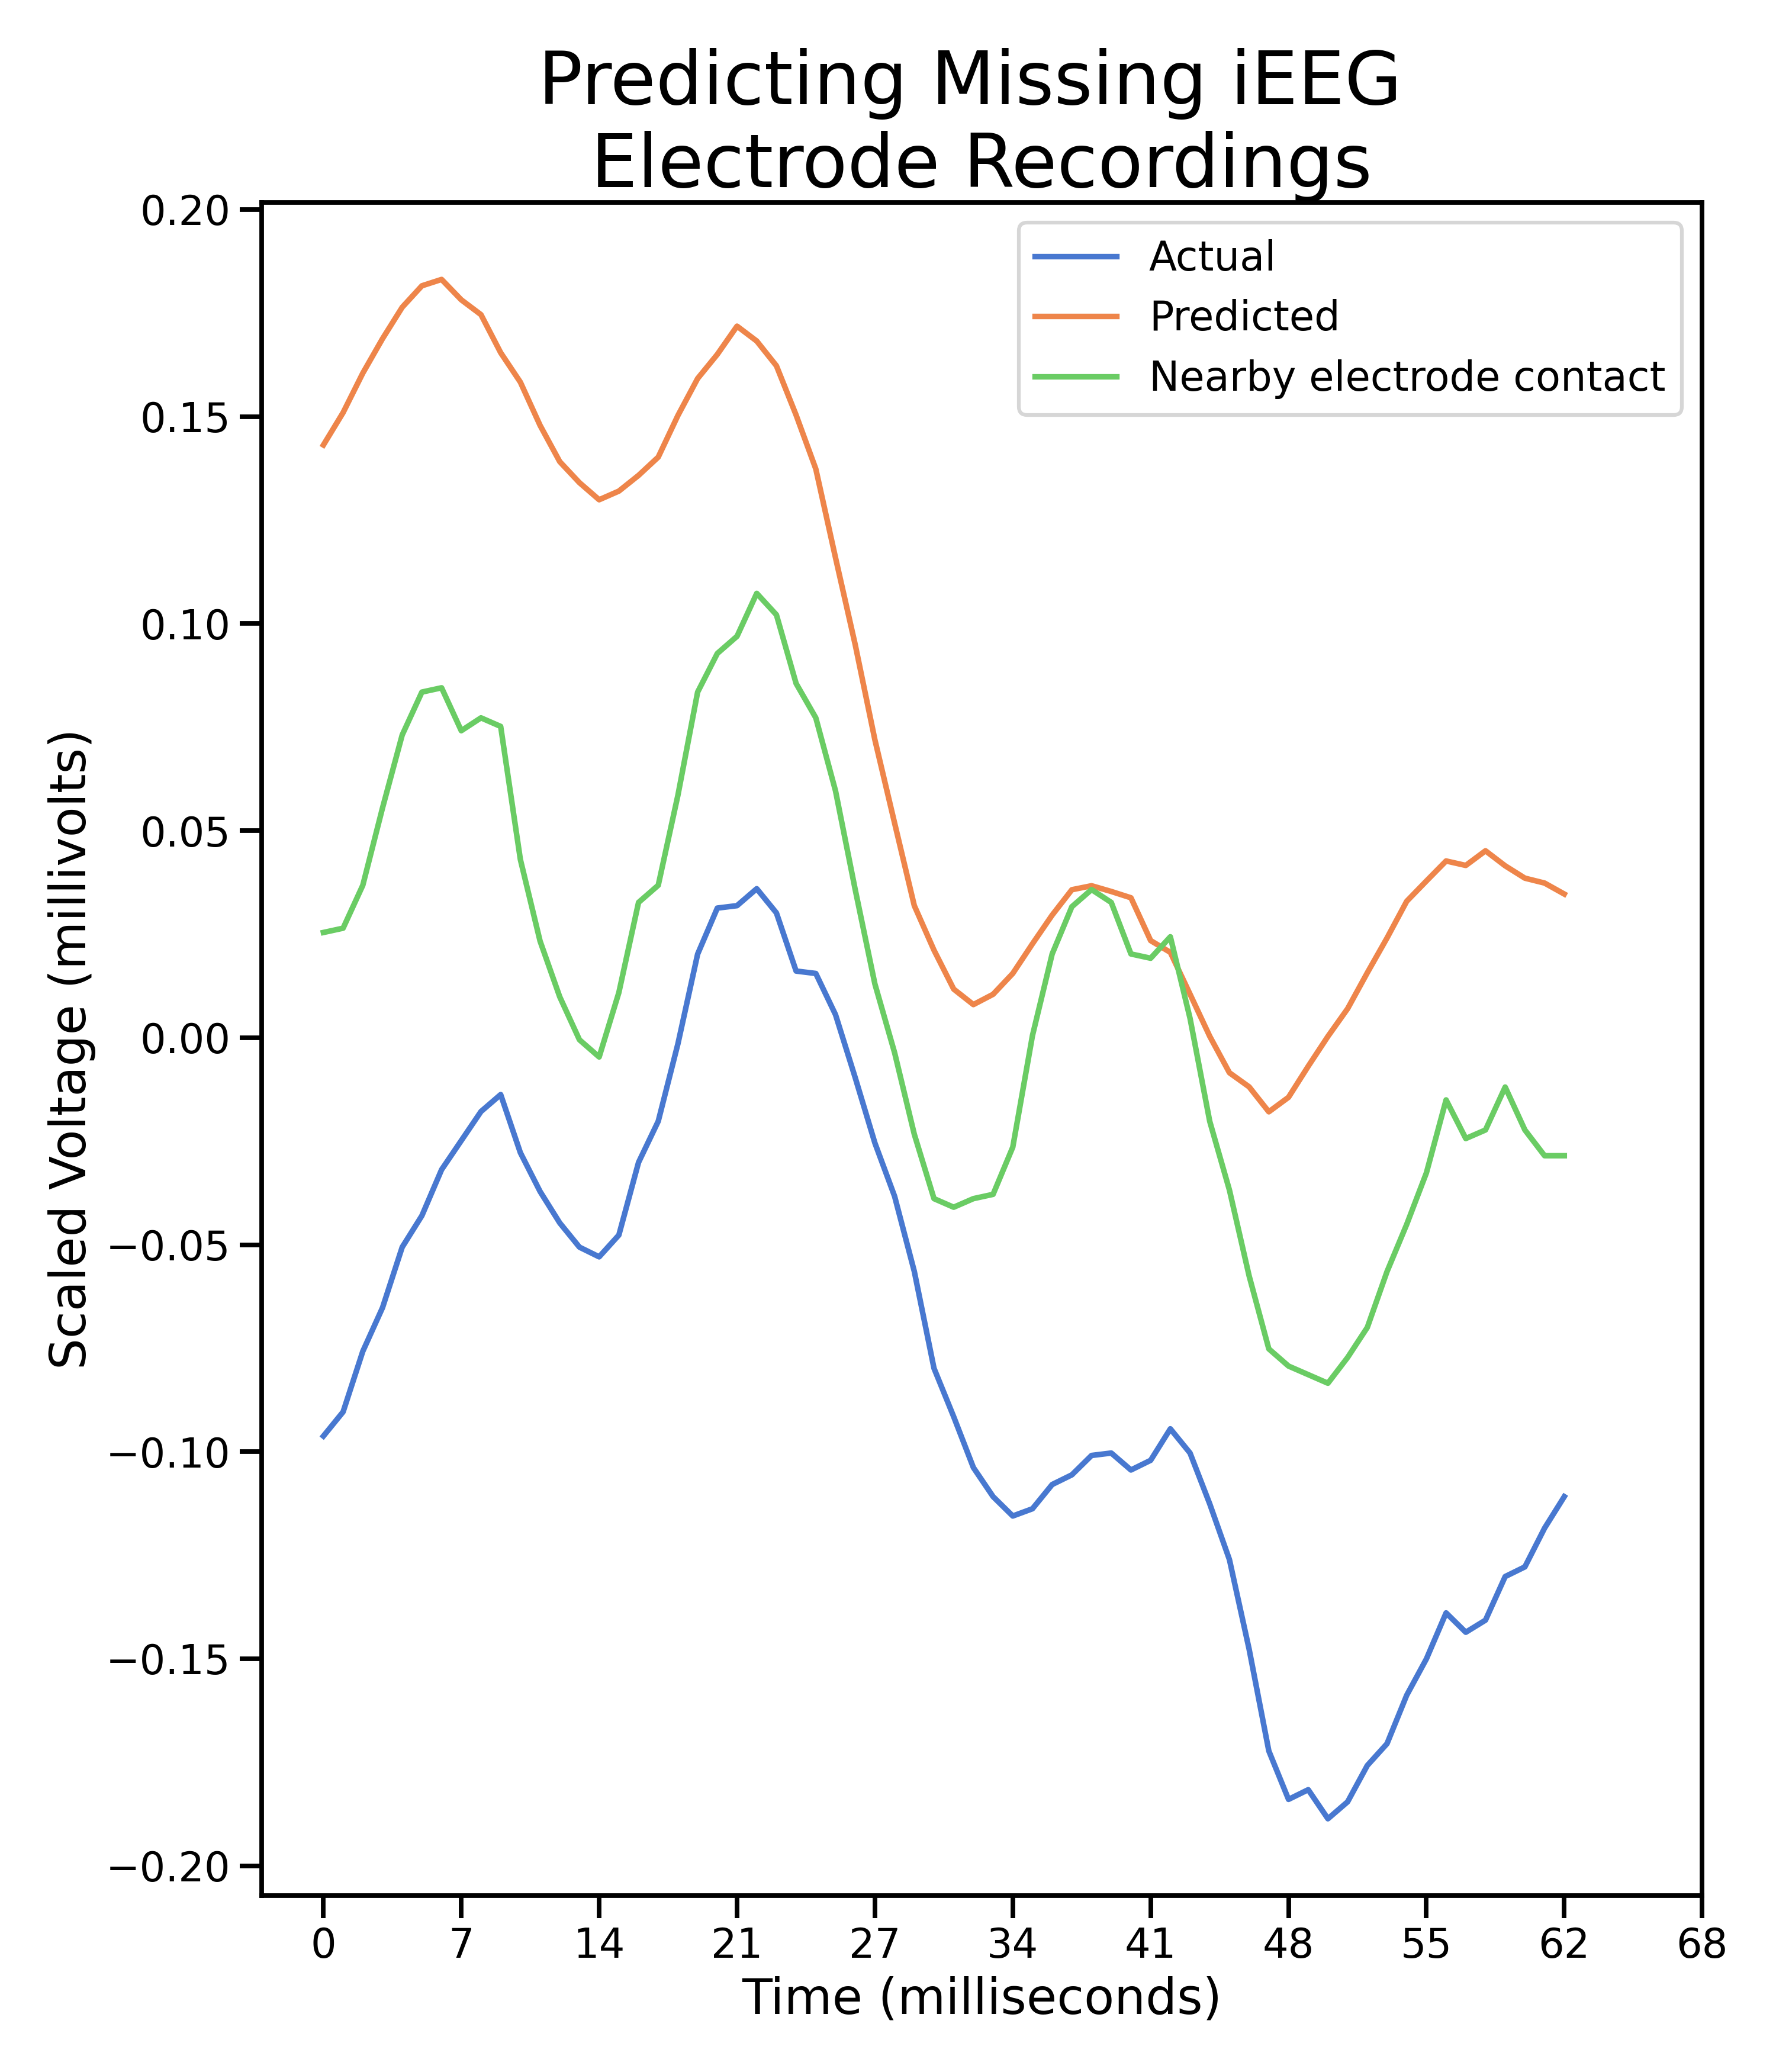 Predicting Missing iEEG
Electrode Recordings
Actual
Predicted
Nearby electrode contact
Scaled Voltage (millivolts)
0.20
0.15
0.10
0.05
0.00
−0.05
−0.10
−0.15
−0.20
0 7 14 21 27 34 41 48 55 62 68
Time (milliseconds)